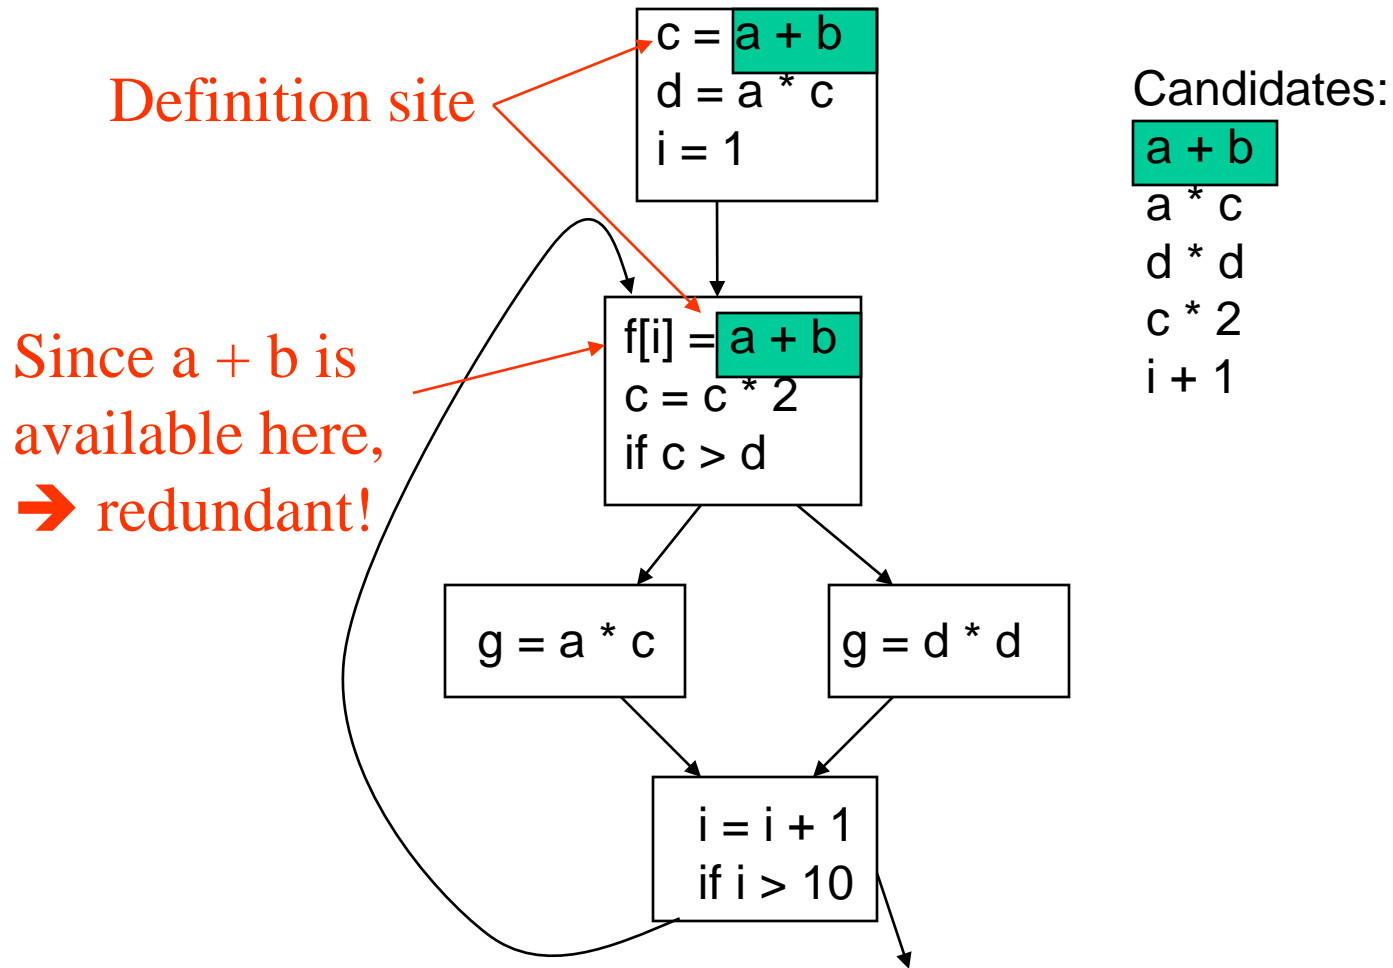 c = a + b
d = a * c
i = 1
Definition site
Candidates:
a + b
a * c
d * d
c * 2
i + 1
Since a + b is
available here,
➔ redundant!
f[i] = a + b
c = c * 2
if c > d
g = a * c
g = d * d
i = i + 1
if i > 10